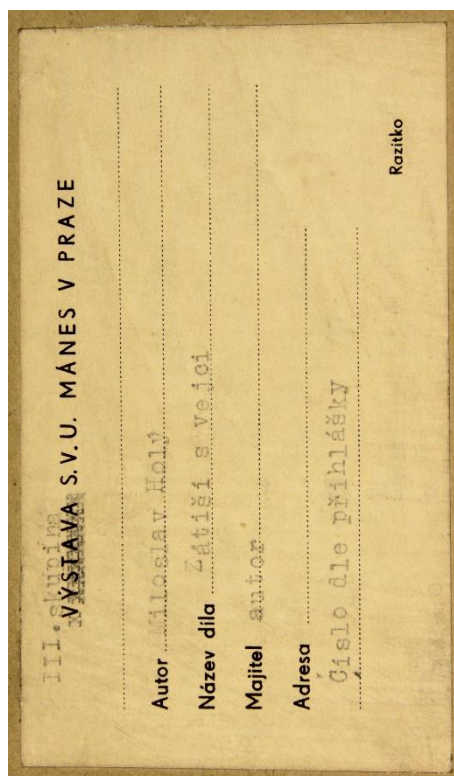 III.skupina
VÝSTAVA S.V.U. MÁNES V PRAZE
Autor Miloslav Holý
Název díla Zátiší s vejci
Majitel autor
Adresa
Číslo dle přihlášky
Razítko